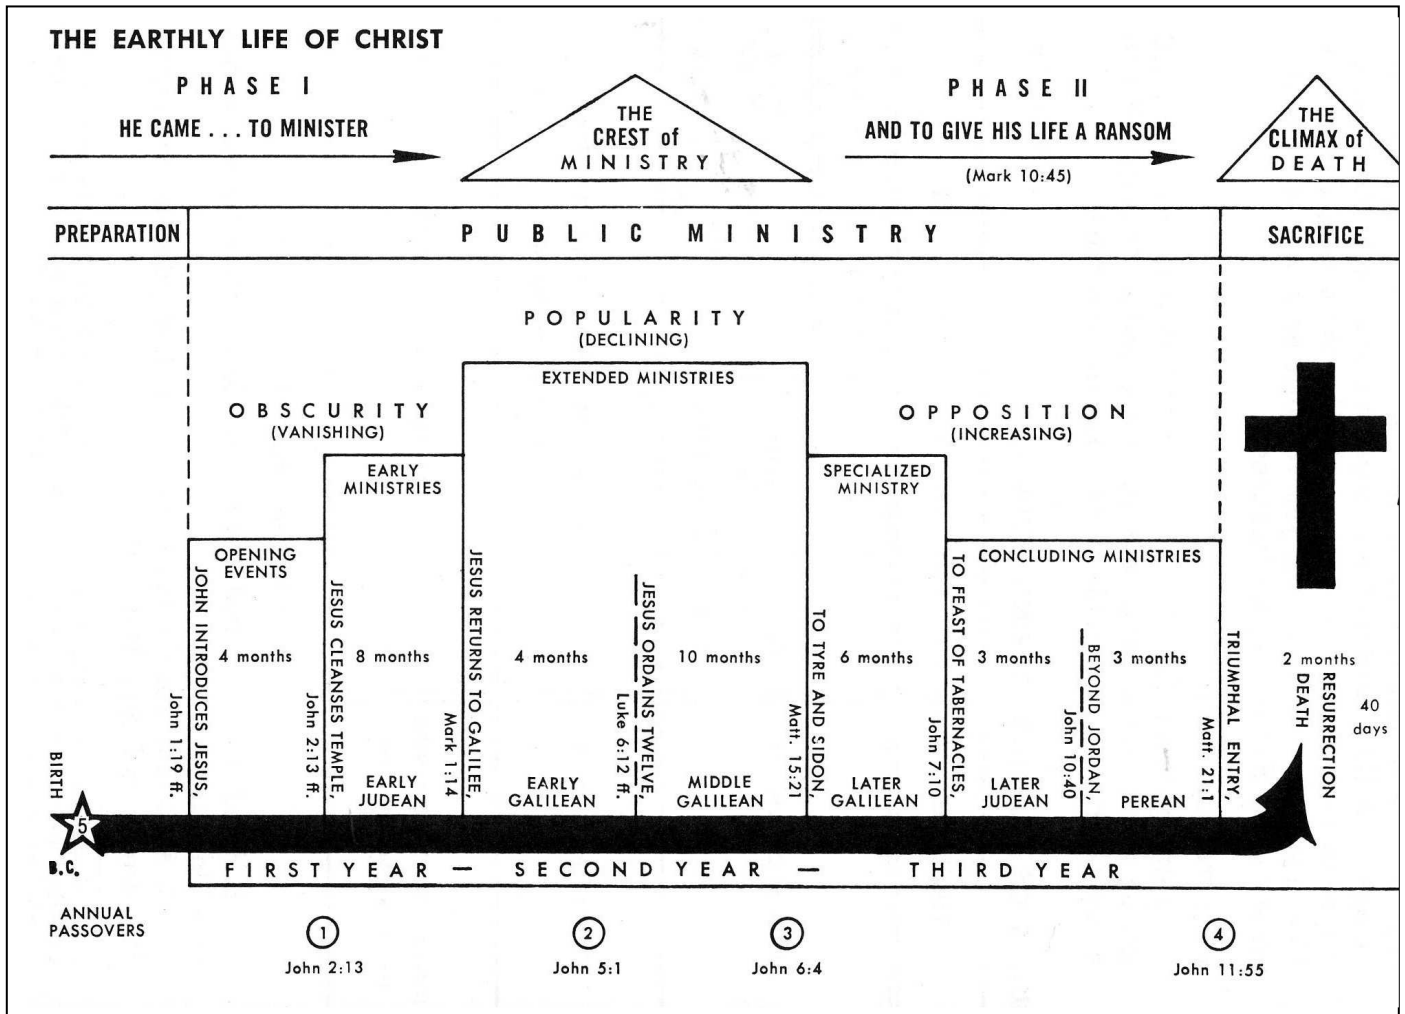 THE EARTHLY LIFE OF CHRIST
PHASE I
HE CAME . . . TO MINISTER
THE
CREST of
MINISTRY
PHASE II
AND TO GIVE HIS LIFE A RANSOM
(Mark 10:45)
THE
CLIMAX of
DEATH
PREPARATION
PUBLIC MINISTRY
SACRIFICE
POPULARITY
(DECLINING)
EXTENDED MINISTRIES
OBSCURITY
(VANISHING)
OPPOSITION
(INCREASING)
EARLY
MINISTRIES
SPECIALIZED
MINISTRY
OPENING
EVENTS
CONCLUDING MINISTRIES
BIRTH
JOHN INTRODUCES JESUS,
John 1:19 ff.
4 months
JESUS CLEANSES TEMPLE,
John 2:13 ff.
8 months
EARLY
JUDEAN
JESUS RETURNS TO GALILEE,
Mark 1:14
4 months
EARLY
GALILEAN
JESUS ORDAINS TWELVE,
Luke 6:12 ff.
10 months
MIDDLE
GALILEAN
TO TYRE AND SIDON,
Matt. 15:21
6 months
LATER
GALILEAN
TO FEAST OF TABERNACLES,
John 7:10
3 months
LATER
JUDEAN
BEYOND JORDAN,
John 10:40
3 months
PEREAN
TRIUMPHAL ENTRY,
Matt. 21:1
2 months
DEATH
RESURRECTION
40
days
5
B.C.
FIRST YEAR — SECOND YEAR — THIRD YEAR
ANNUAL
PASSOVERS
1
John 2:13
2
John 5:1
3
John 6:4
4
John 11:55